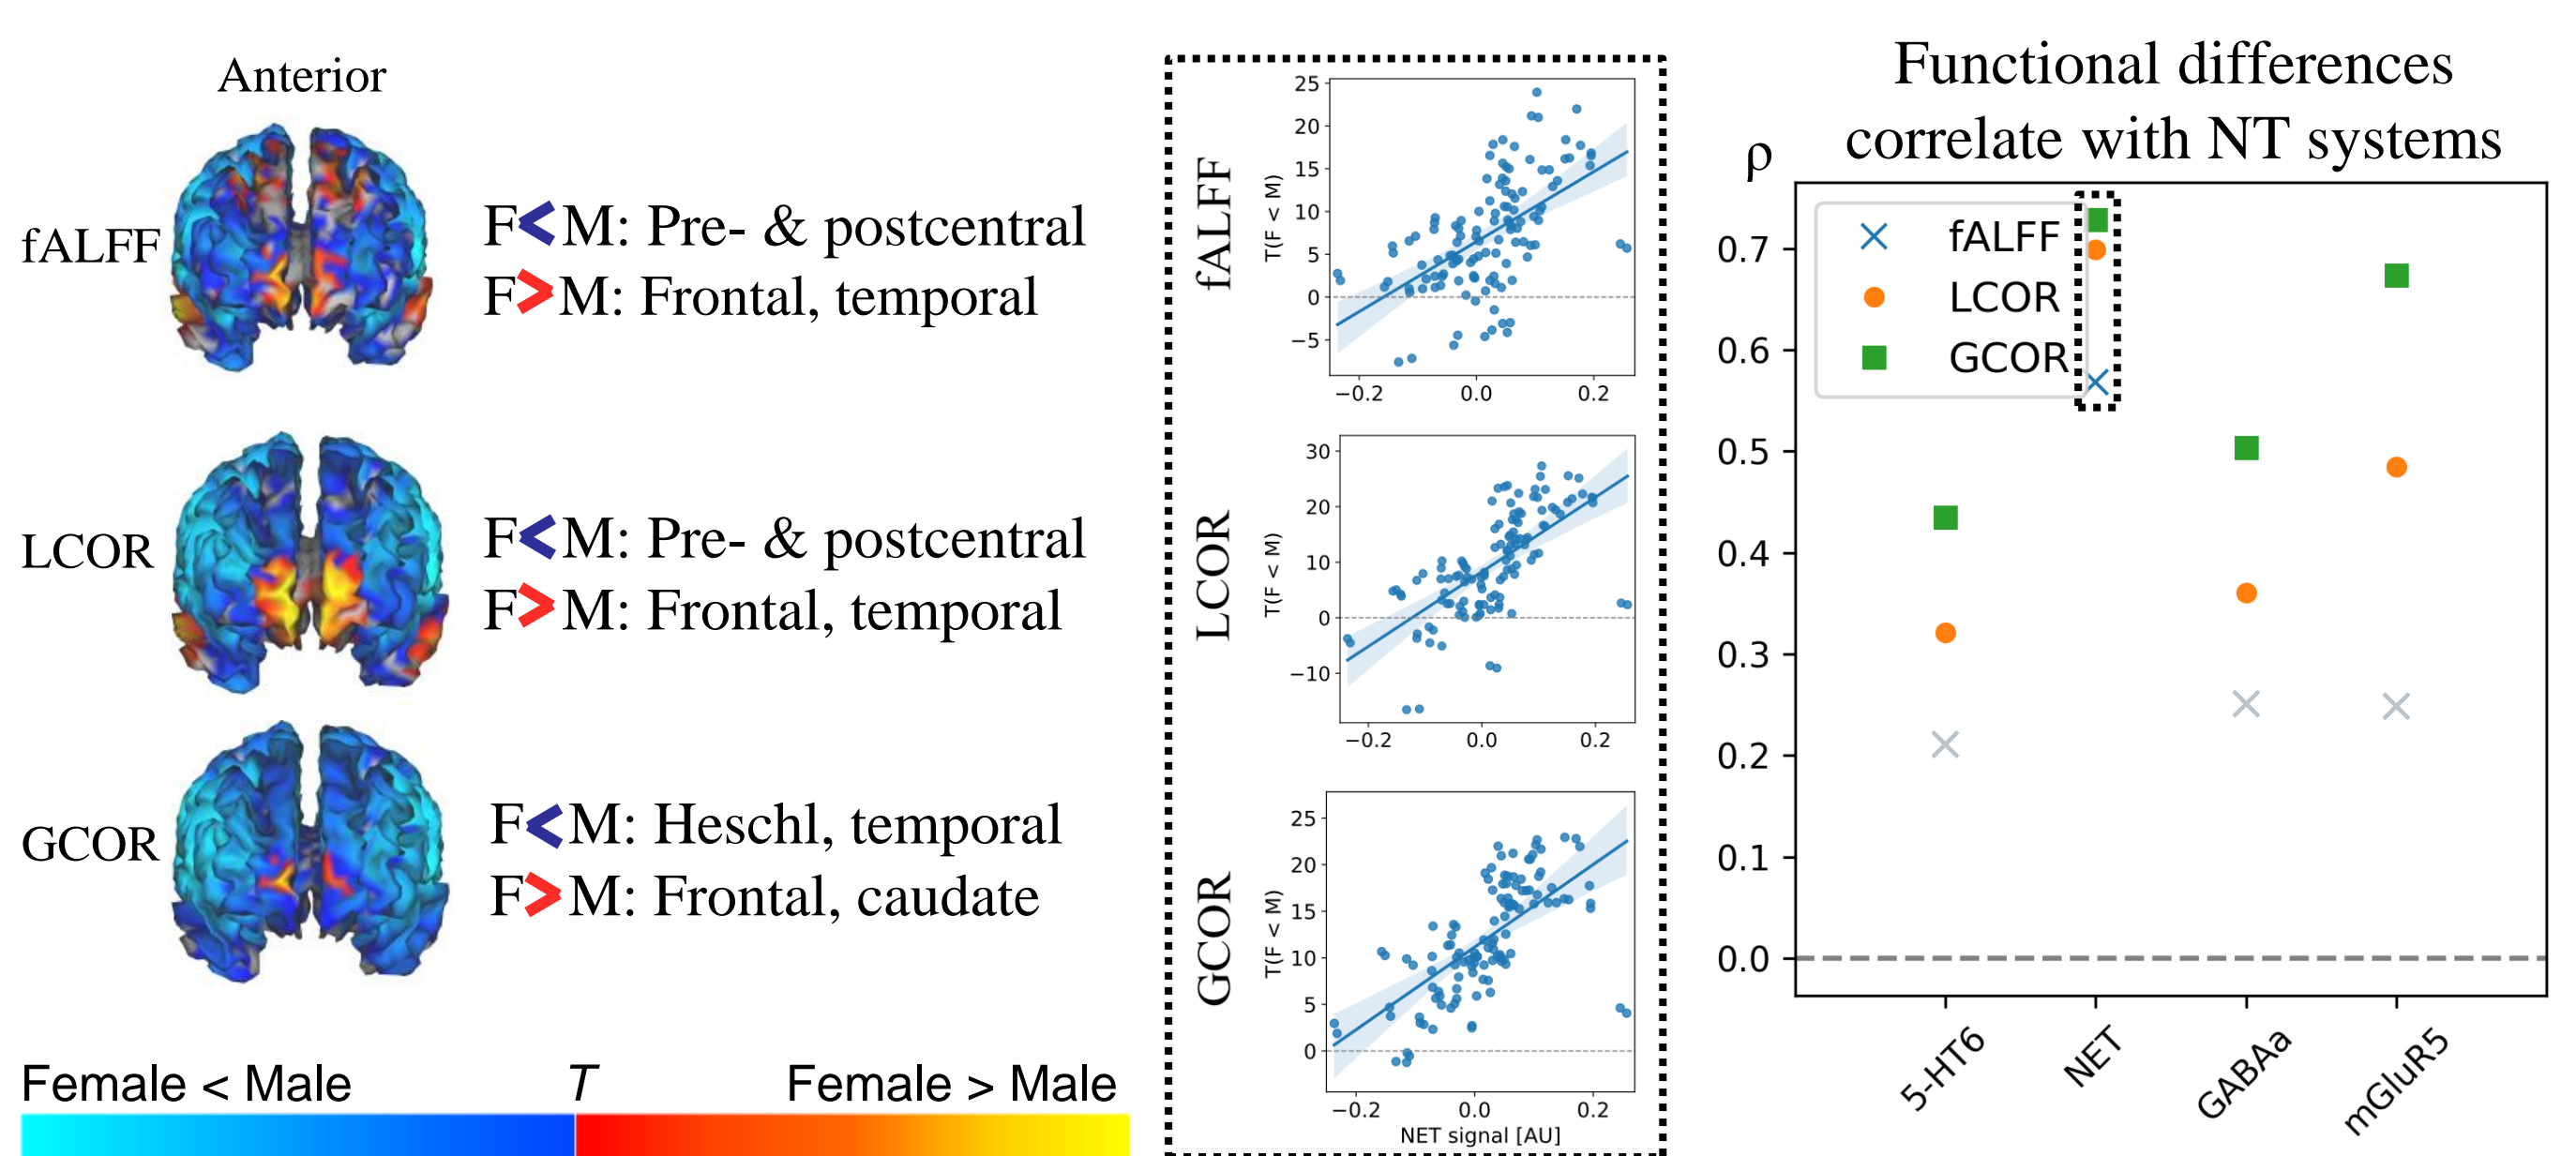 Anterior
fALFF
F<M: Pre- & postcentral
F>M: Frontal, temporal
LCOR
F<M: Pre- & postcentral
F>M: Frontal, temporal
GCOR
F<M: Heschl, temporal
F>M: Frontal, caudate
Female < Male
T
Female > Male
fALFF
T(F < M)
25
20
15
10
5
0
−5
−0.2
0.0
0.2
LCOR
T(F < M)
30
20
10
0
−10
−0.2
0.0
0.2
GCOR
T(F < M)
25
20
15
10
5
0
−0.2
0.0
0.2
NET signal [AU]
Functional differences
correlate with NT systems
ρ
fALFF
LCOR
GCOR
0.7
0.6
0.5
0.4
0.3
0.2
0.1
0.0
5-HT6
NET
GABAa
mGluR5